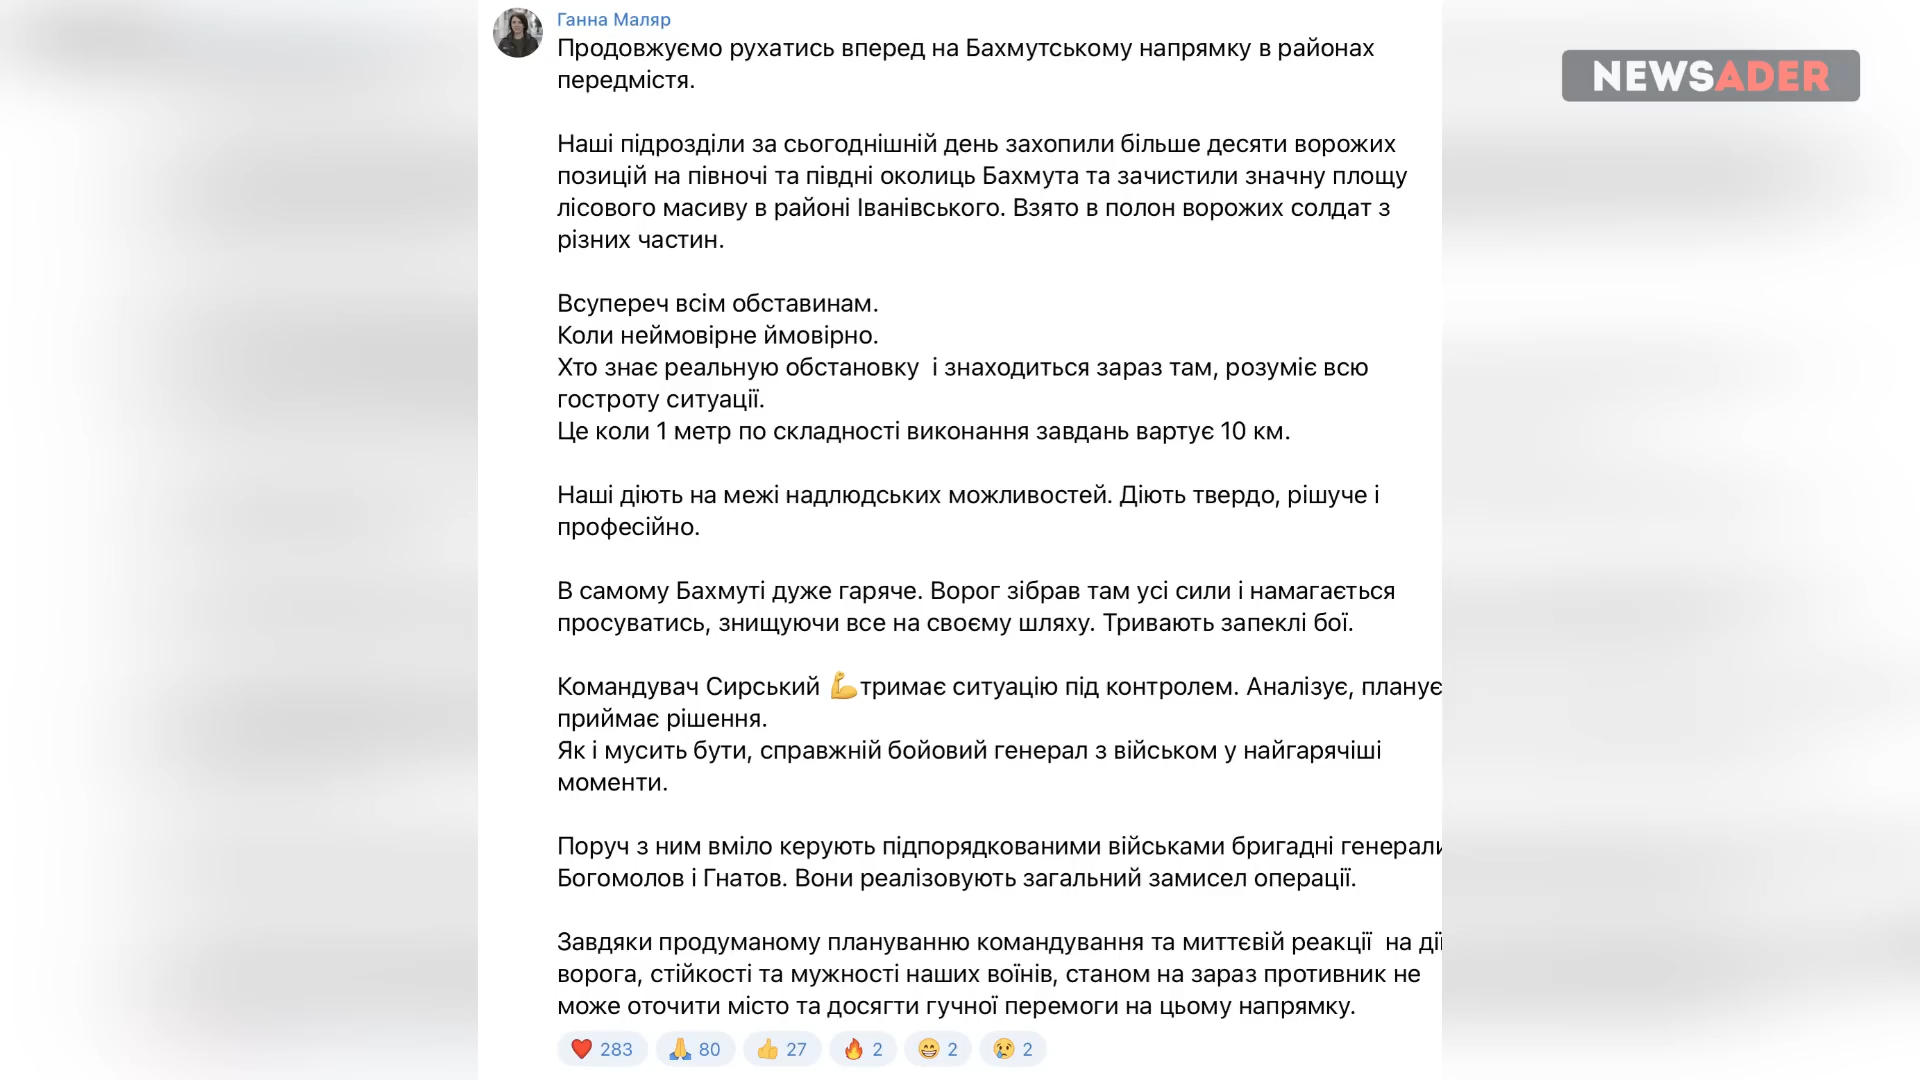 Ганна Маляр
NEWSADER
Продовжуємо рухатись вперед на Бахмутському напрямку в районах
передмістя.
Наші підрозділи за сьогоднішній день захопили більше десяти ворожих
позицій на півночі та півдні околиць Бахмута та зачистили значну площу
лісового масиву в районі Іванівського. Взято в полон ворожих солдат з
різних частин.
Всупереч всім обставинам.
Коли неймовірне ймовірно.
Хто знає реальную обстановку і знаходиться зараз там, розуміє всю
гостроту ситуації.
Це коли 1 метр по складності виконання завдань вартує 10 км.
Наші діють на межі надлюдських можливостей. Діють твердо, рішуче і
професійно.
В самому Бахмуті дуже гаряче. Ворог зібрав там усі сили і намагається
просуватись, знищуючи все на своєму шляху. Тривають запеклі бої.
Командувач Сирський 💪тримає ситуацію під контролем. Аналізує, планує
приймає рішення.
Як і мусить бути, справжній бойовий генерал з військом у найгарячіші
моменти.
Поруч з ним вміло керують підпорядкованими військами бригадні генерали
Богомолов і Гнатов. Вони реалізовують загальний замисел операції.
Завдяки продуманому плануванню командування та миттєвій реакції на дії
ворога, стійкості та мужності наших воїнів, станом на зараз противник не
може оточити місто та досягти гучної перемоги на цьому напрямку.
❤️ 283 🙏 80 👍 27 🔥 2 😁 2 😢 2